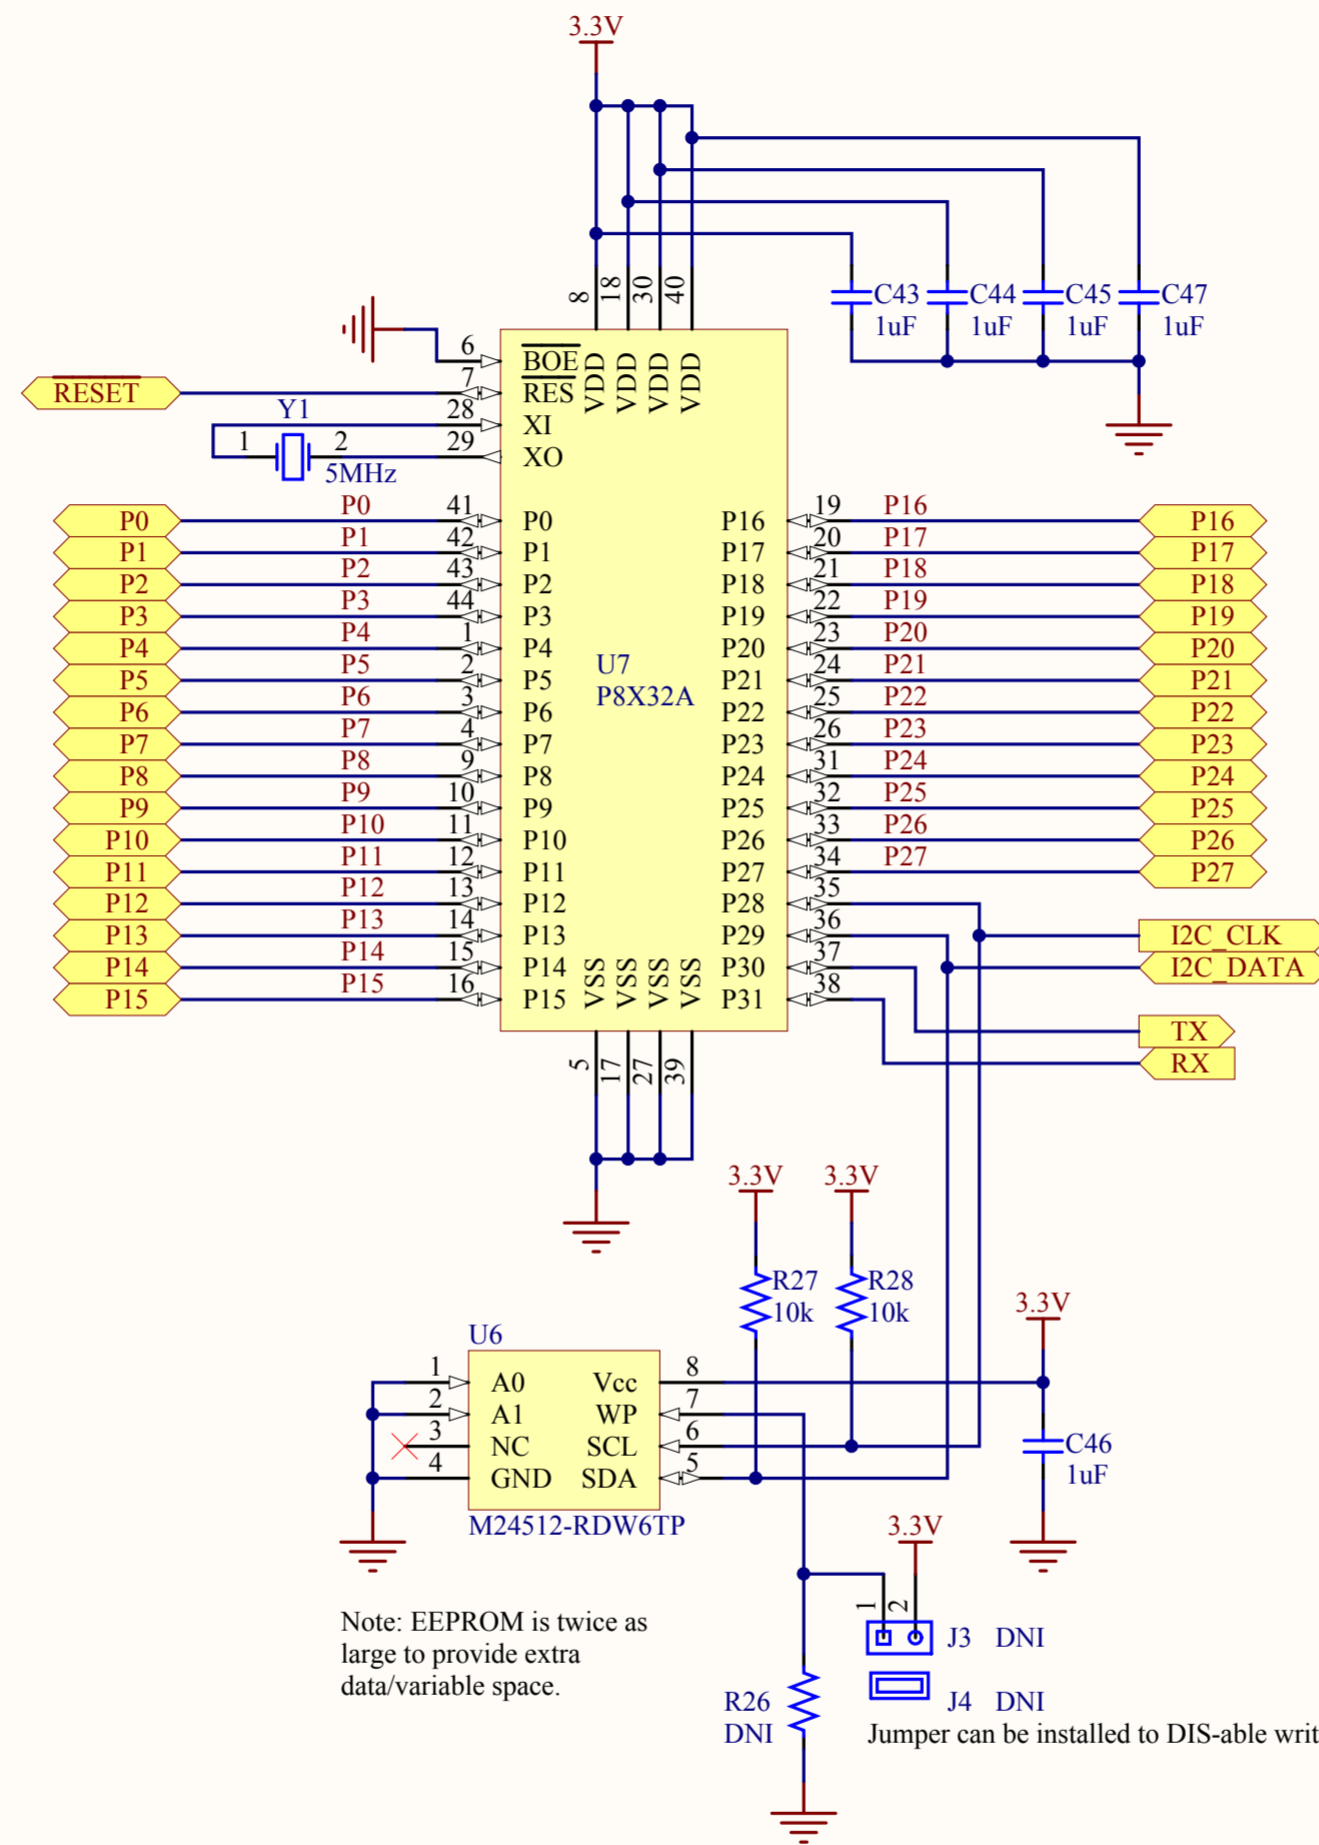 3.3V
8 18 30 40
C43 C44 C45 C47
1uF 1uF 1uF 1uF
6 BOE VDD VDD VDD VDD
RESET 7 RES
Y1 28 XI
1 2 29 XO
5MHz
P0 P0 41 P0 P16 19 P16 P16
P1 P1 42 P1 P17 20 P17 P17
P2 P2 43 P2 P18 21 P18 P18
P3 P3 44 P3 P19 22 P19 P19
P4 P4 1 P4 P20 23 P20 P20
U7
P5 P5 2 P5 P21 24 P21 P21
P8X32A
P6 P6 3 P6 P22 25 P22 P22
P7 P7 4 P7 P23 26 P23 P23
P8 P8 9 P8 P24 31 P24 P24
P9 P9 10 P9 P25 32 P25 P25
P10 P10 11 P10 P26 33 P26 P26
P11 P11 12 P11 P27 34 P27 P27
P12 P12 13 P12 P28 35
P13 P13 14 P13 P29 36 I2C_CLK
P14 P14 15 P14 VSS VSS VSS VSS P30 37 I2C_DATA
P15 P15 16 P15 P31 38
TX
5 17 27 39 RX
3.3V 3.3V
R27 R28
10k 10k
3.3V
U6
1 A0 Vcc 8
2 A1 WP 7
3 NC SCL 6 C46
4 GND SDA 5 1uF
M24512-RDW6TP 3.3V
1 2
Note: EEPROM is twice as
large to provide extra
data/variable space.
J3 DNI
R26 J4 DNI
DNI Jumper can be installed to DIS-able writ